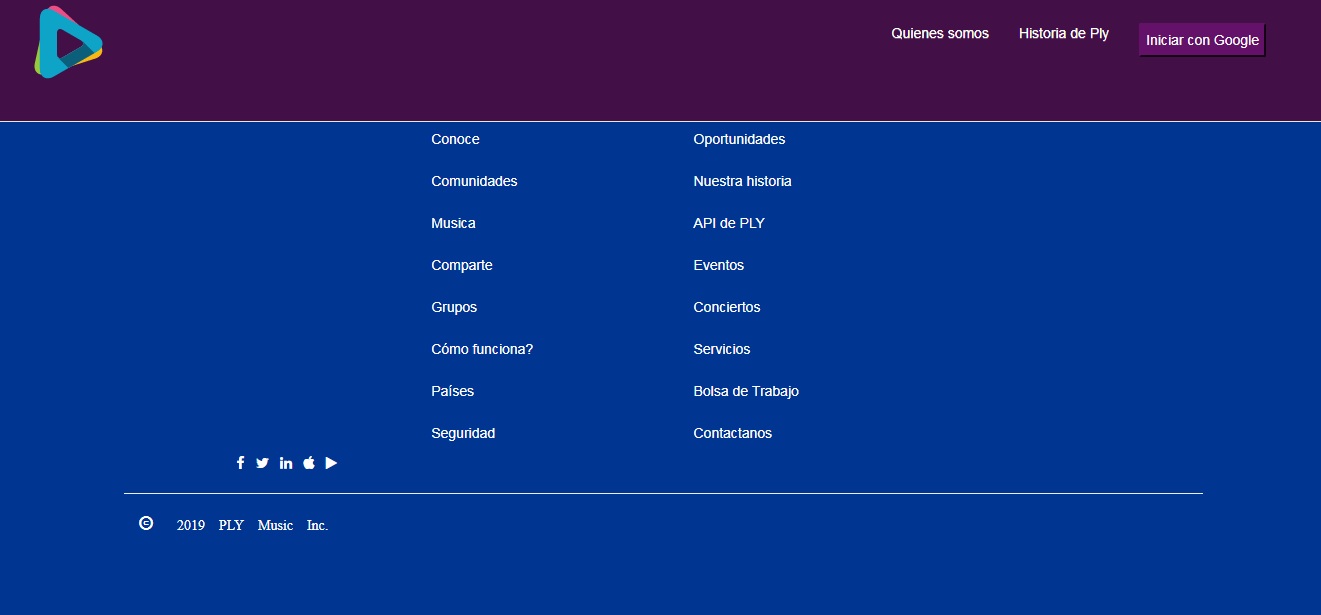 Quienes somos
Historia de Ply
Iniciar con Google
Conoce
Comunidades
Musica
Comparte
Grupos
Cómo funciona?
Países
Seguridad
Oportunidades
Nuestra historia
API de PLY
Eventos
Conciertos
Servicios
Bolsa de Trabajo
Contactanos
© 2019 PLY Music Inc.